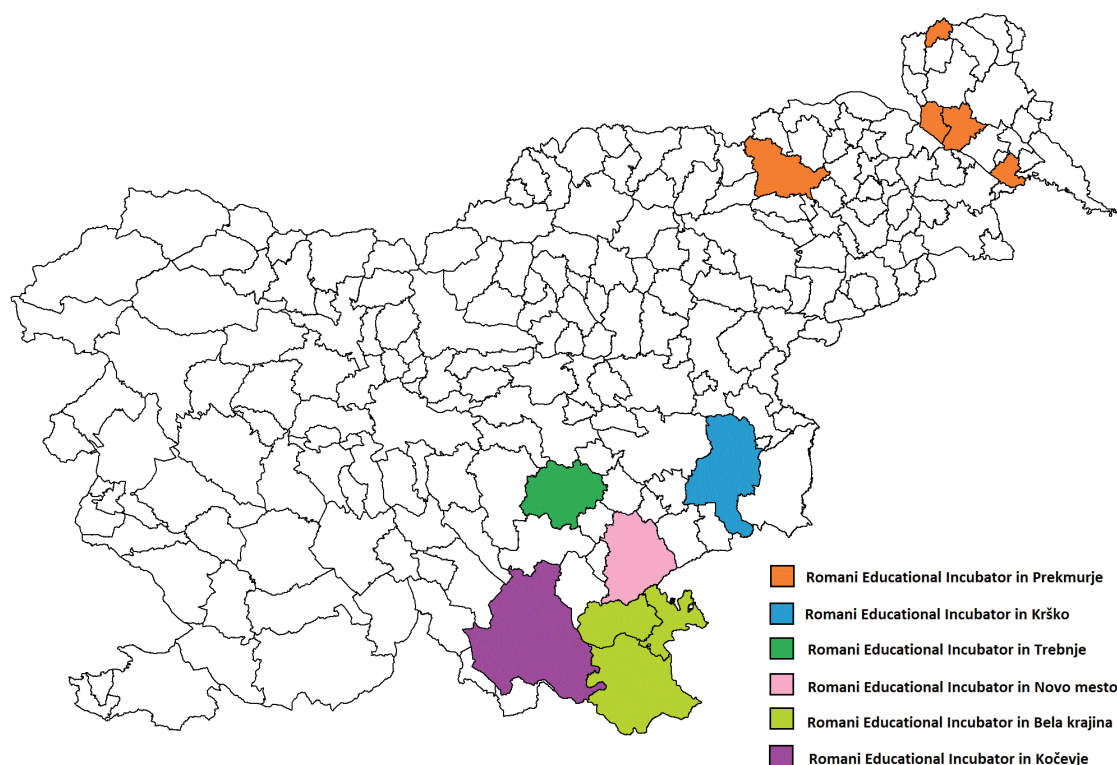 Romani Educational Incubator in Prekmurje
Romani Educational Incubator in Krško
Romani Educational Incubator in Trebnje
Romani Educational Incubator in Novo mesto
Romani Educational Incubator in Bela krajina
Romani Educational Incubator in Kočevje